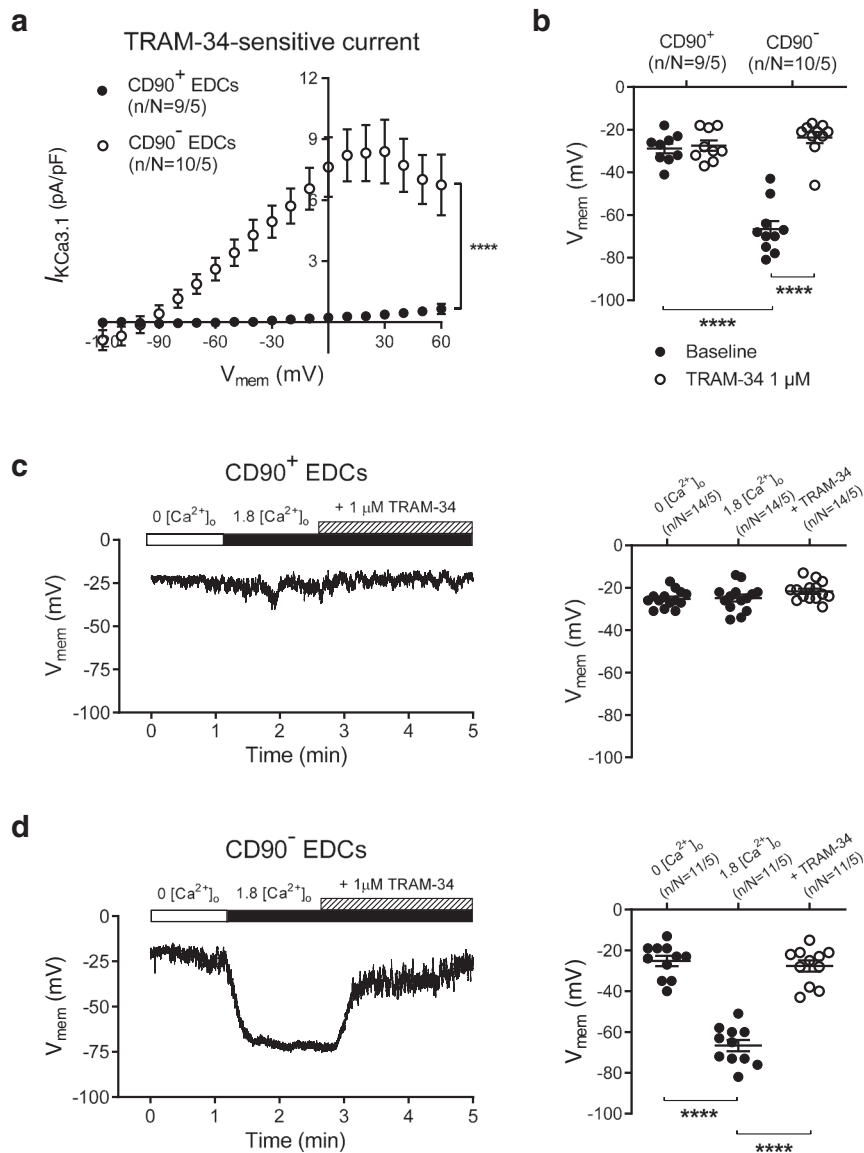 a
TRAM-34-sensitive current
CD90+ EDCs
(n/N=9/5)
CD90- EDCs
(n/N=10/5)
IKCa3.1 (pA/pF)
12
9
6
3
****
-120
-90
-60
-30
30
60
Vmem (mV)
b
CD90+
(n/N=9/5)
CD90-
(n/N=10/5)
Vmem (mV)
0
-20
-40
-60
-80
-100
****
****
Baseline
TRAM-34 1 µM
c
CD90+ EDCs
+ 1 µM TRAM-34
0 [Ca2+]o
1.8 [Ca2+]o
Vmem (mV)
0
-25
-50
-75
-100
0
1
2
3
4
5
Time (min)
0 [Ca2+]o
(n/N=14/5)
1.8 [Ca2+]o
(n/N=14/5)
+ TRAM-34
(n/N=14/5)
Vmem (mV)
0
-20
-40
-60
-80
-100
d
CD90- EDCs
+ 1µM TRAM-34
0 [Ca2+]o
1.8 [Ca2+]o
Vmem (mV)
0
-25
-50
-75
-100
0
1
2
3
4
5
Time (min)
0 [Ca2+]o
(n/N=11/5)
1.8 [Ca2+]o
(n/N=11/5)
+ TRAM-34
(n/N=11/5)
Vmem (mV)
0
-20
-40
-60
-80
-100
****
****